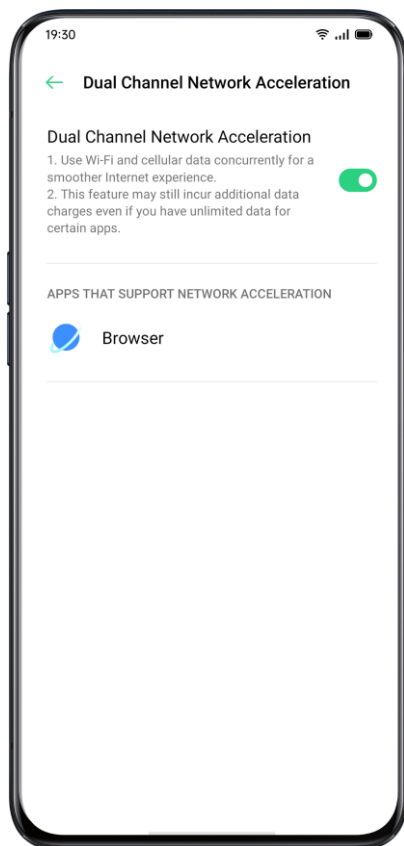 19:30
Dual Channel Network Acceleration
Dual Channel Network Acceleration
1. Use Wi-Fi and cellular data concurrently for a
smoother Internet experience.
2. This feature may still incur additional data
charges even if you have unlimited data for
certain apps.
APPS THAT SUPPORT NETWORK ACCELERATION
Browser